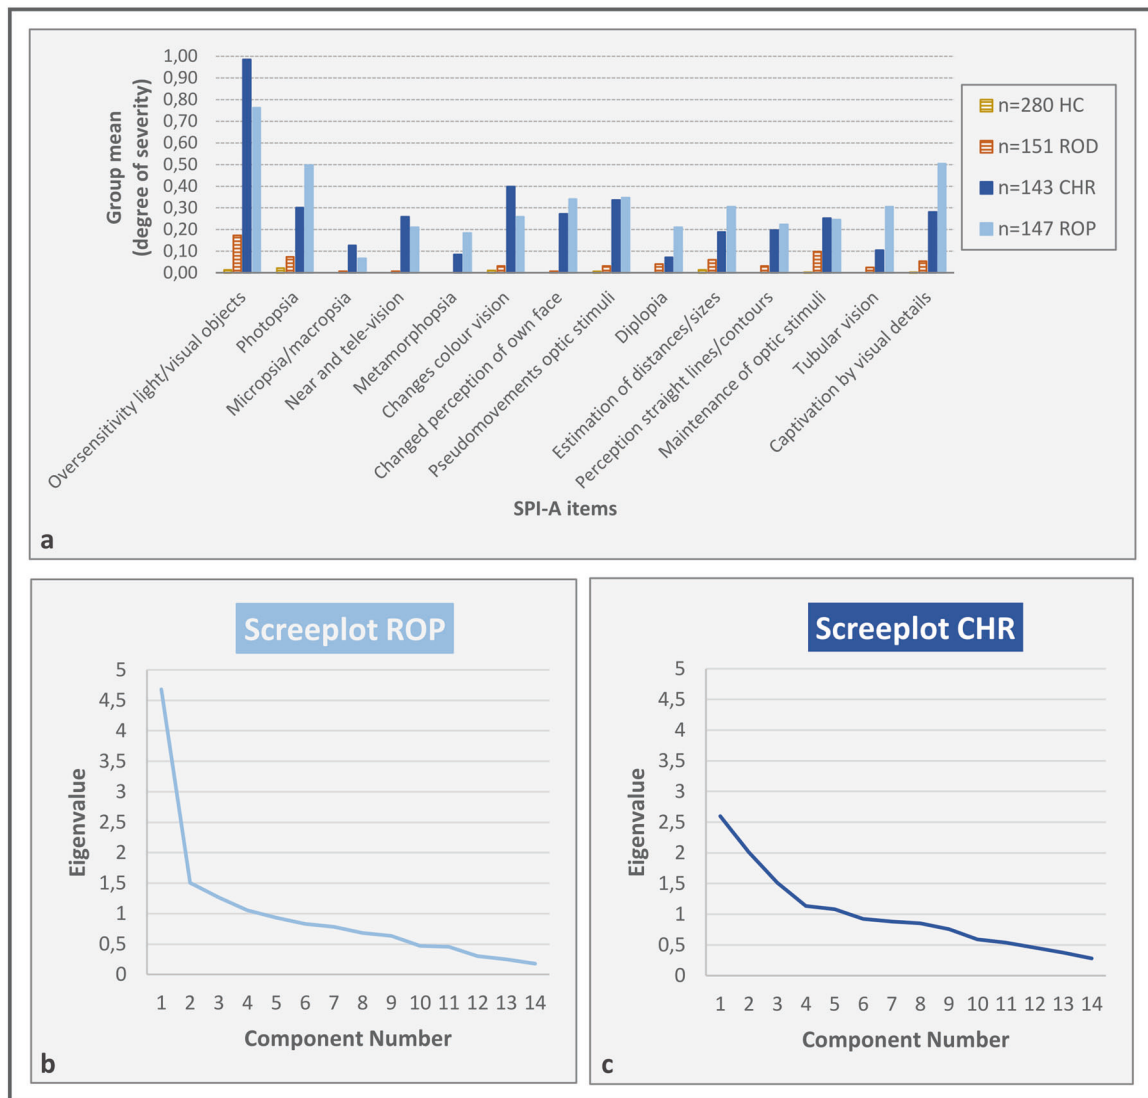 Group mean
(degree of severity)
1,00
0,90
0,80
0,70
0,60
0,50
0,40
0,30
0,20
0,10
0,00
n=280 HC
n=151 ROD
n=143 CHR
n=147 ROP
Oversensitivity light/visual objects
Photopsia
Micropsia/macropsia
Near and tele-vision
Metamorphopsia
Changes colour vision
Changed perception of own face
Pseudomovements optic stimuli
Diplopia
Estimation of distances/sizes
Perception straight lines/contours
Maintenance of optic stimuli
Tubular vision
Captivation by visual details
SPI-A items
a
Screeplot ROP
Eigenvalue
5
4,5
4
3,5
3
2,5
2
1,5
1
0,5
0
1 2 3 4 5 6 7 8 9 10 11 12 13 14
Component Number
b
Screeplot CHR
Eigenvalue
5
4,5
4
3,5
3
2,5
2
1,5
1
0,5
0
1 2 3 4 5 6 7 8 9 10 11 12 13 14
Component Number
c